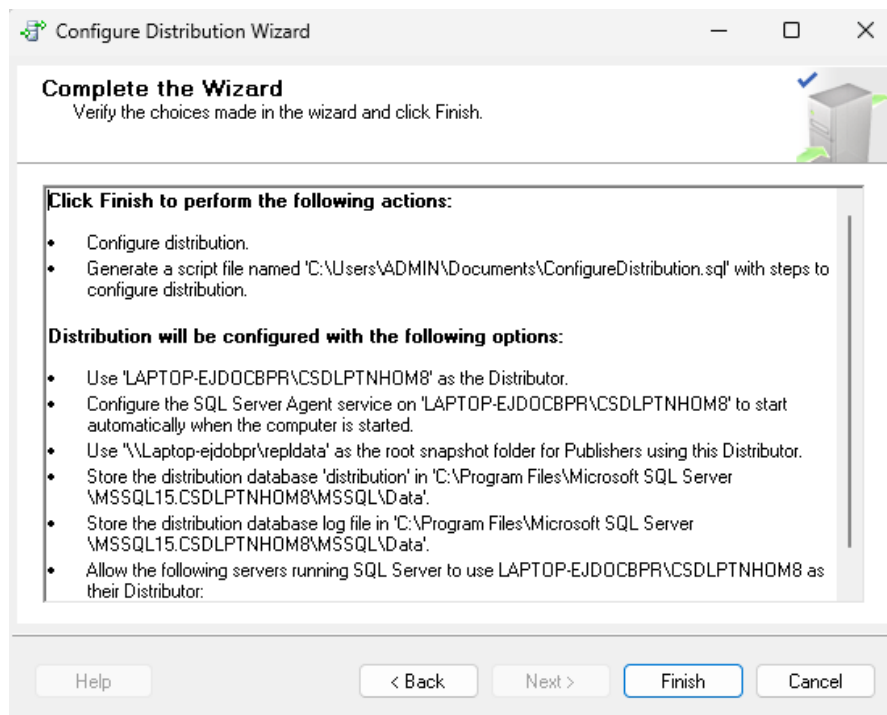 Configure Distribution Wizard
Complete the Wizard
Verify the choices made in the wizard and click Finish.
Click Finish to perform the following actions:
• Configure distribution.
• Generate a script file named 'C:\Users\ADMIN\Documents\ConfigureDistribution.sql' with steps to
configure distribution.
Distribution will be configured with the following options:
• Use 'LAPTOP-EJDOCBPR\CSDLPTNHOM8' as the Distributor.
• Configure the SQL Server Agent service on 'LAPTOP-EJDOCBPR\CSDLPTNHOM8' to start
automatically when the computer is started.
• Use '\\Laptop-ejdobpr\repldata' as the root snapshot folder for Publishers using this Distributor.
• Store the distribution database 'distribution' in 'C:\Program Files\Microsoft SQL Server
\MSSQL15.CSDLPTNHOM8\MSSQL\Data'.
• Store the distribution database log file in 'C:\Program Files\Microsoft SQL Server
\MSSQL15.CSDLPTNHOM8\MSSQL\Data'.
• Allow the following servers running SQL Server to use LAPTOP-EJDOCBPR\CSDLPTNHOM8 as
their Distributor:
Help
< Back
Next >
Finish
Cancel